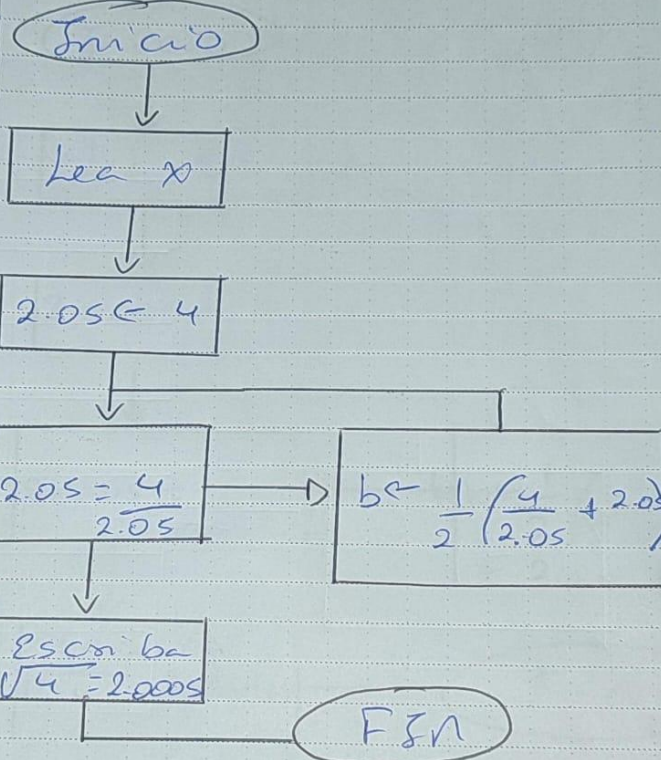 Inicio
Lea x
2.05 ← 4
2.05 = 4/2.05
b ← 1/2 (4/2.05 + 2.05)
Escriba
√4 = 2.0005
FIn